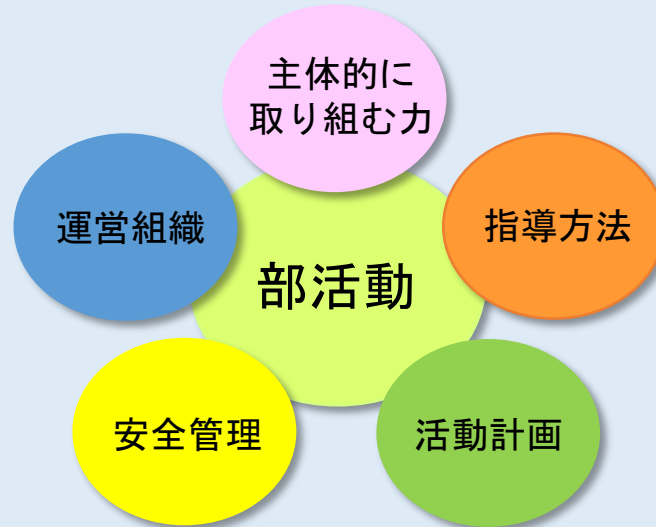 主体的に
取り組む力
運営組織
指導方法
部活動
安全管理
活動計画